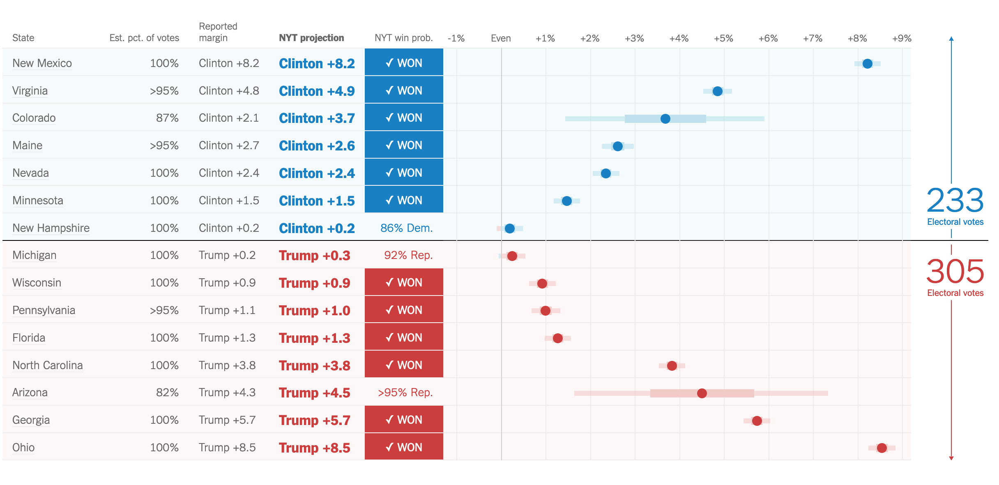 State Est. pct. of votes Reported margin NYT projection NYT win prob. -1% Even +1% +2% +3% +4% +5% +6% +7% +8% +9%
New Mexico 100% Clinton +8.2 Clinton +8.2 ✓ WON
Virginia >95% Clinton +4.8 Clinton +4.9 ✓ WON
Colorado 87% Clinton +2.1 Clinton +3.7 ✓ WON
Maine >95% Clinton +2.7 Clinton +2.6 ✓ WON
Nevada 100% Clinton +2.4 Clinton +2.4 ✓ WON
Minnesota 100% Clinton +1.5 Clinton +1.5 ✓ WON
New Hampshire 100% Clinton +0.2 Clinton +0.2 86% Dem.
233
Electoral votes
Michigan 100% Trump +0.2 Trump +0.3 92% Rep.
Wisconsin 100% Trump +0.9 Trump +0.9 ✓ WON
Pennsylvania >95% Trump +1.1 Trump +1.0 ✓ WON
Florida 100% Trump +1.3 Trump +1.3 ✓ WON
North Carolina 100% Trump +3.8 Trump +3.8 ✓ WON
Arizona 82% Trump +4.3 Trump +4.5 >95% Rep.
Georgia 100% Trump +5.7 Trump +5.7 ✓ WON
Ohio 100% Trump +8.5 Trump +8.5 ✓ WON
305
Electoral votes